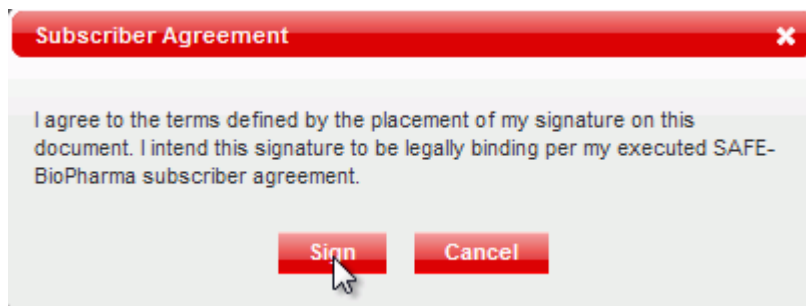 Subscriber Agreement
I agree to the terms defined by the placement of my signature on this
document. I intend this signature to be legally binding per my executed SAFE-
BioPharma subscriber agreement.
Sign Cancel